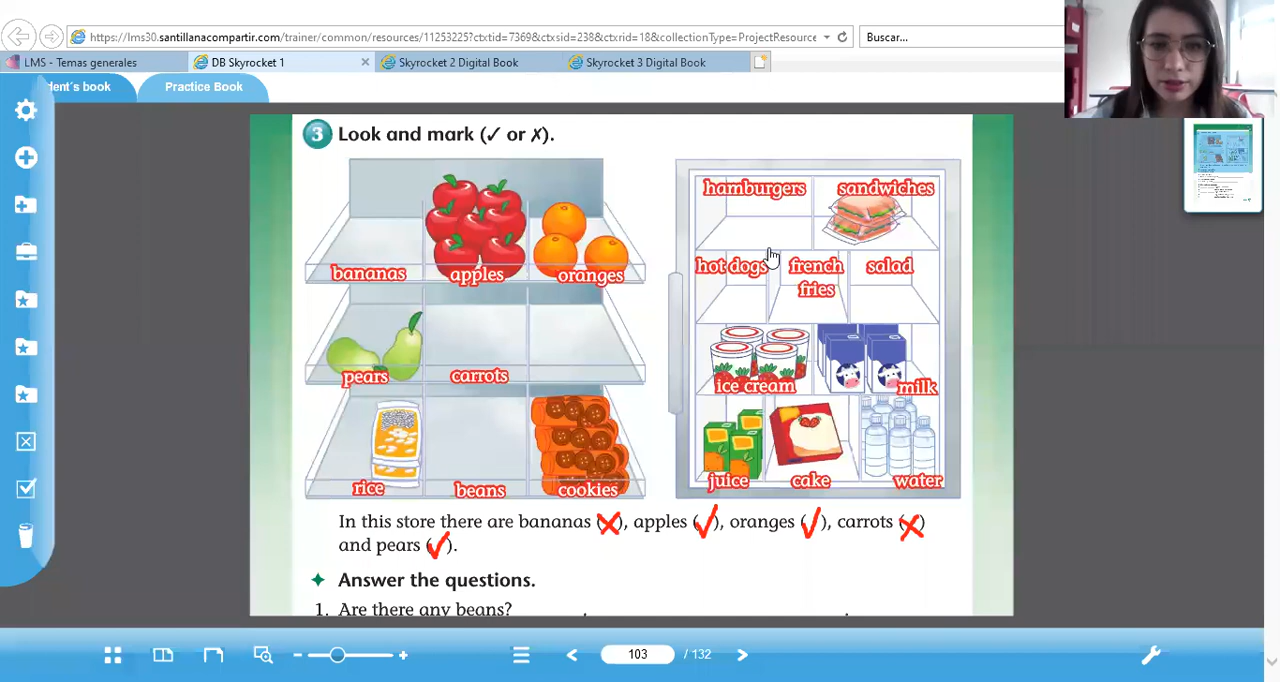 https://lms30.santillanacompartir.com/trainer/common/resources/11253225?ctxtid=7369&ctxsid=238&ctxrid=18&collectionType=ProjectResource
Buscar...
LMS - Temas generales
DB Skyrocket 1
Skyrocket 2 Digital Book
Skyrocket 3 Digital Book
dent's book
Practice Book
3 Look and mark (✓ or ✗).
hamburgers
sandwiches
bananas
apples
oranges
hot dogs
french fries
salad
pears
carrots
ice cream
milk
rice
beans
cookies
juice
cake
water
In this store there are bananas (✗), apples (✓), oranges (✓), carrots (✗)
and pears (✓).
Answer the questions.
1. Are there any beans?
103 / 132